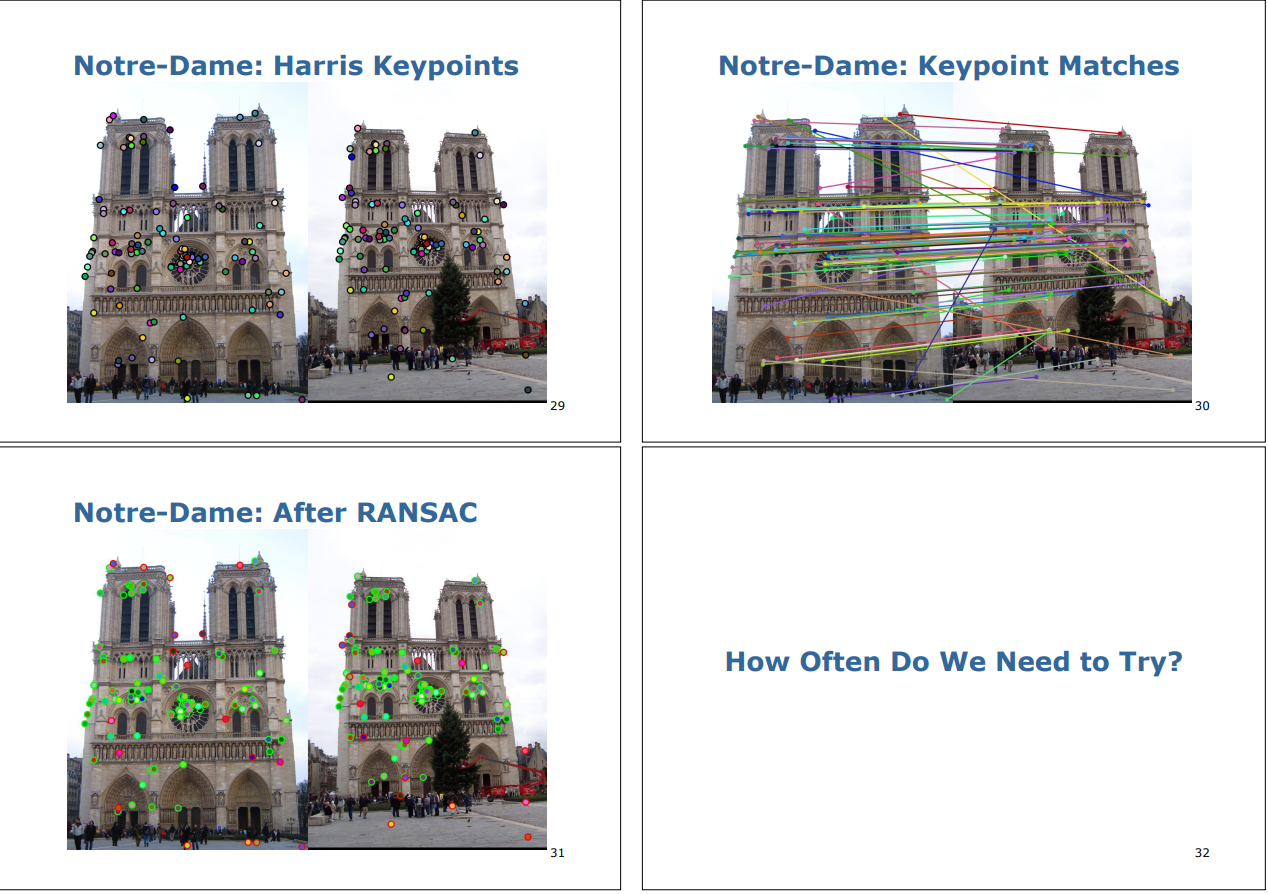 Notre-Dame: Harris Keypoints
29
Notre-Dame: Keypoint Matches
30
Notre-Dame: After RANSAC
31
How Often Do We Need to Try?
32